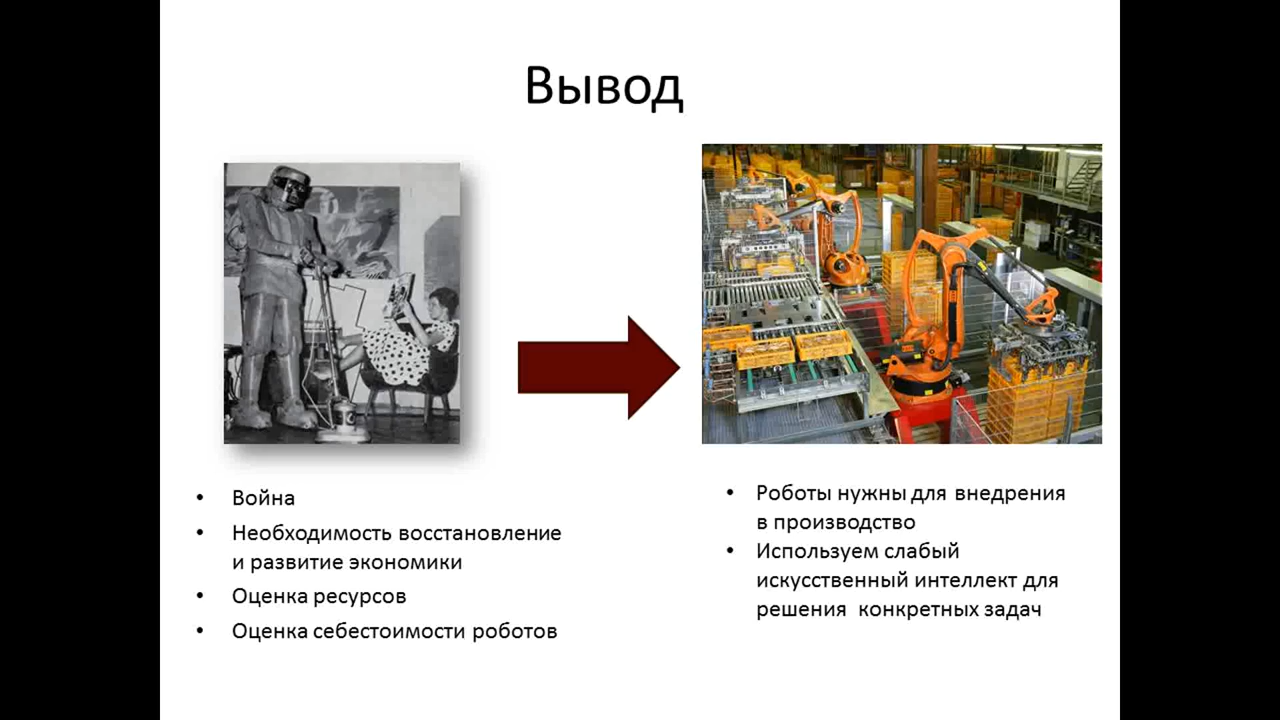 Вывод
• Война
• Необходимость восстановление
и развитие экономики
• Оценка ресурсов
• Оценка себестоимости роботов
• Роботы нужны для внедрения
в производство
• Используем слабый
искусственный интеллект для
решения конкретных задач